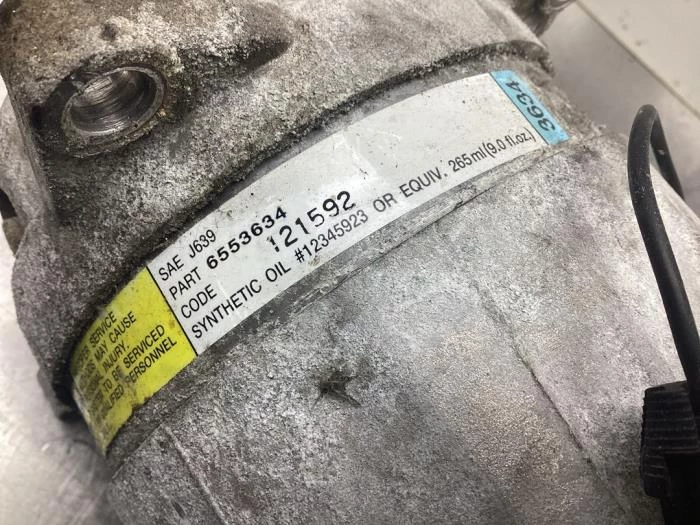 SAE J639
PART 6553634
CODE 121592
SYNTHETIC OIL #12345923 OR EQUIV. 265ml(9.0 fl.oz.)
3634
SERVICE
MAY CAUSE
INJURY.
TO BE SERVICED
PERSONNEL